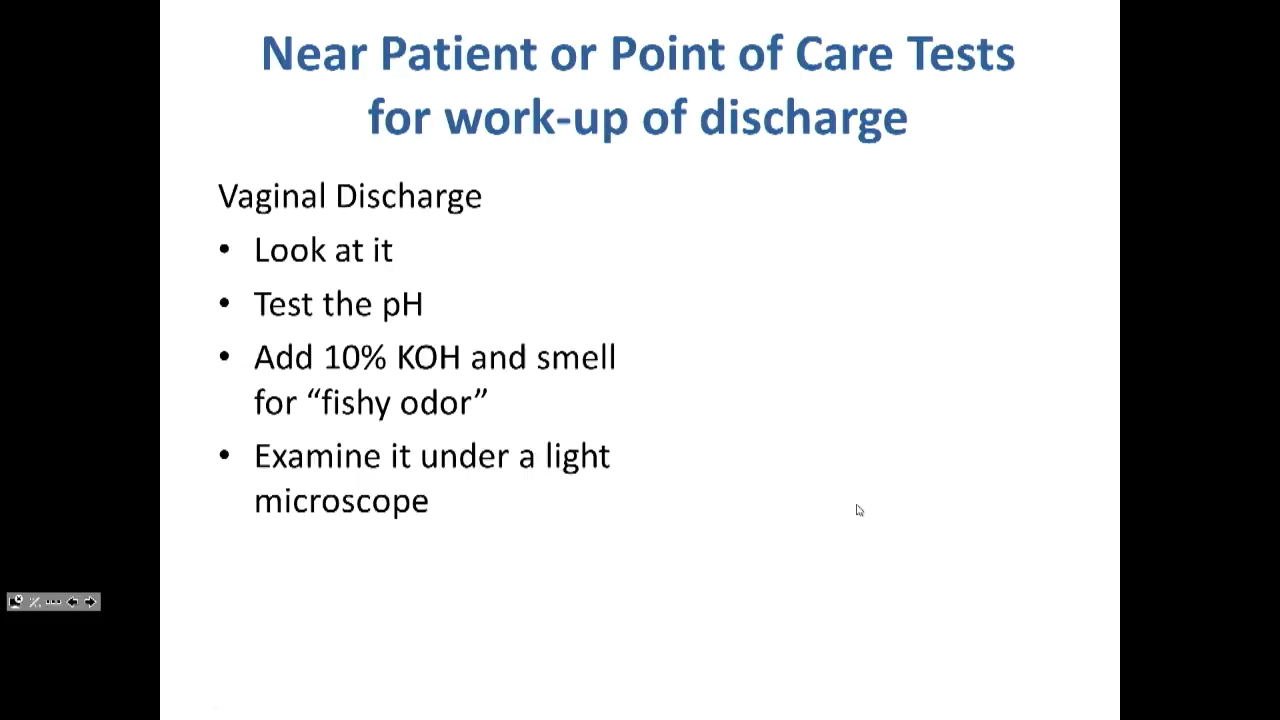 Near Patient or Point of Care Tests
for work-up of discharge
Vaginal Discharge
• Look at it
• Test the pH
• Add 10% KOH and smell
for “fishy odor”
• Examine it under a light
microscope